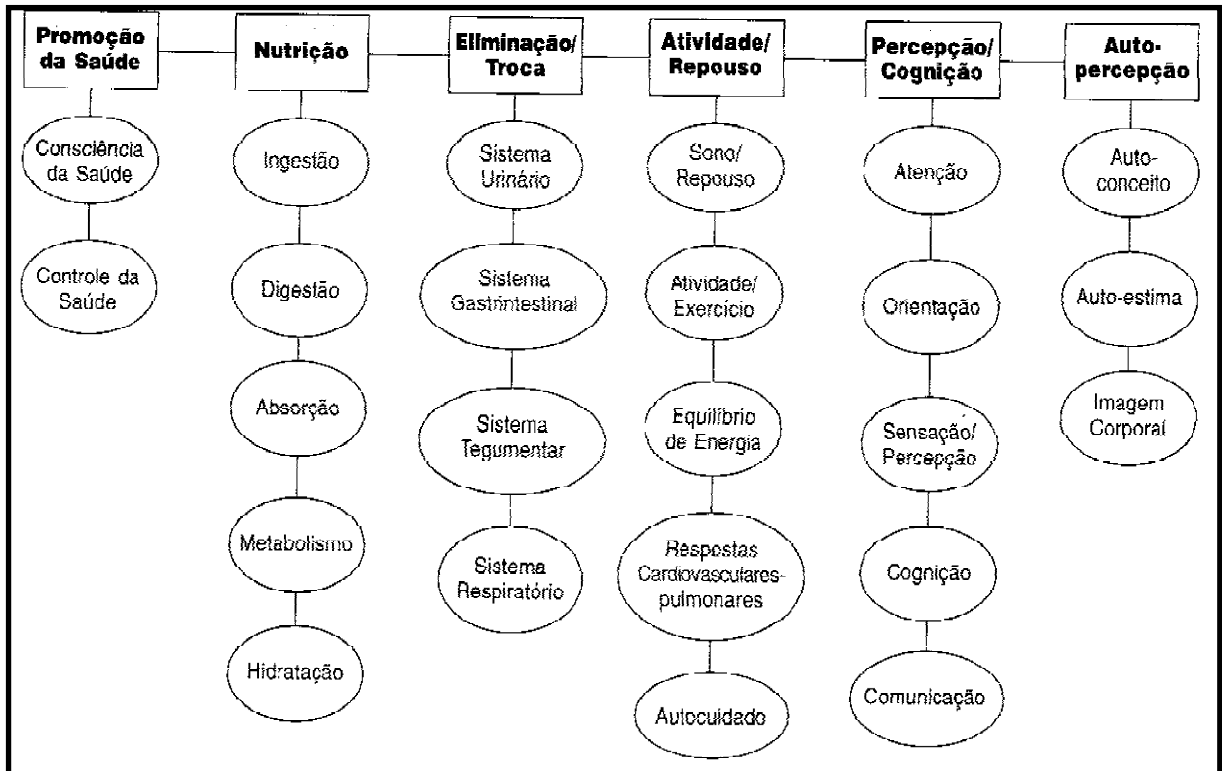 Promoção
da Saúde
Nutrição
Eliminação/
Troca
Atividade/
Repouso
Percepção/
Cognição
Auto-
percepção
Consciência
da Saúde
Controle da
Saúde
Ingestão
Digestão
Absorção
Metabolismo
Hidratação
Sistema
Urinário
Sistema
Gastrintestinal
Sistema
Tegumentar
Sistema
Respiratório
Sono/
Repouso
Atividade/
Exercício
Equilíbrio
de Energia
Respostas
Cardiovasculares-
pulmonares
Autocuidado
Atenção
Orientação
Sensação/
Percepção
Cognição
Comunicação
Auto-
conceito
Auto-estima
Imagem
Corporal